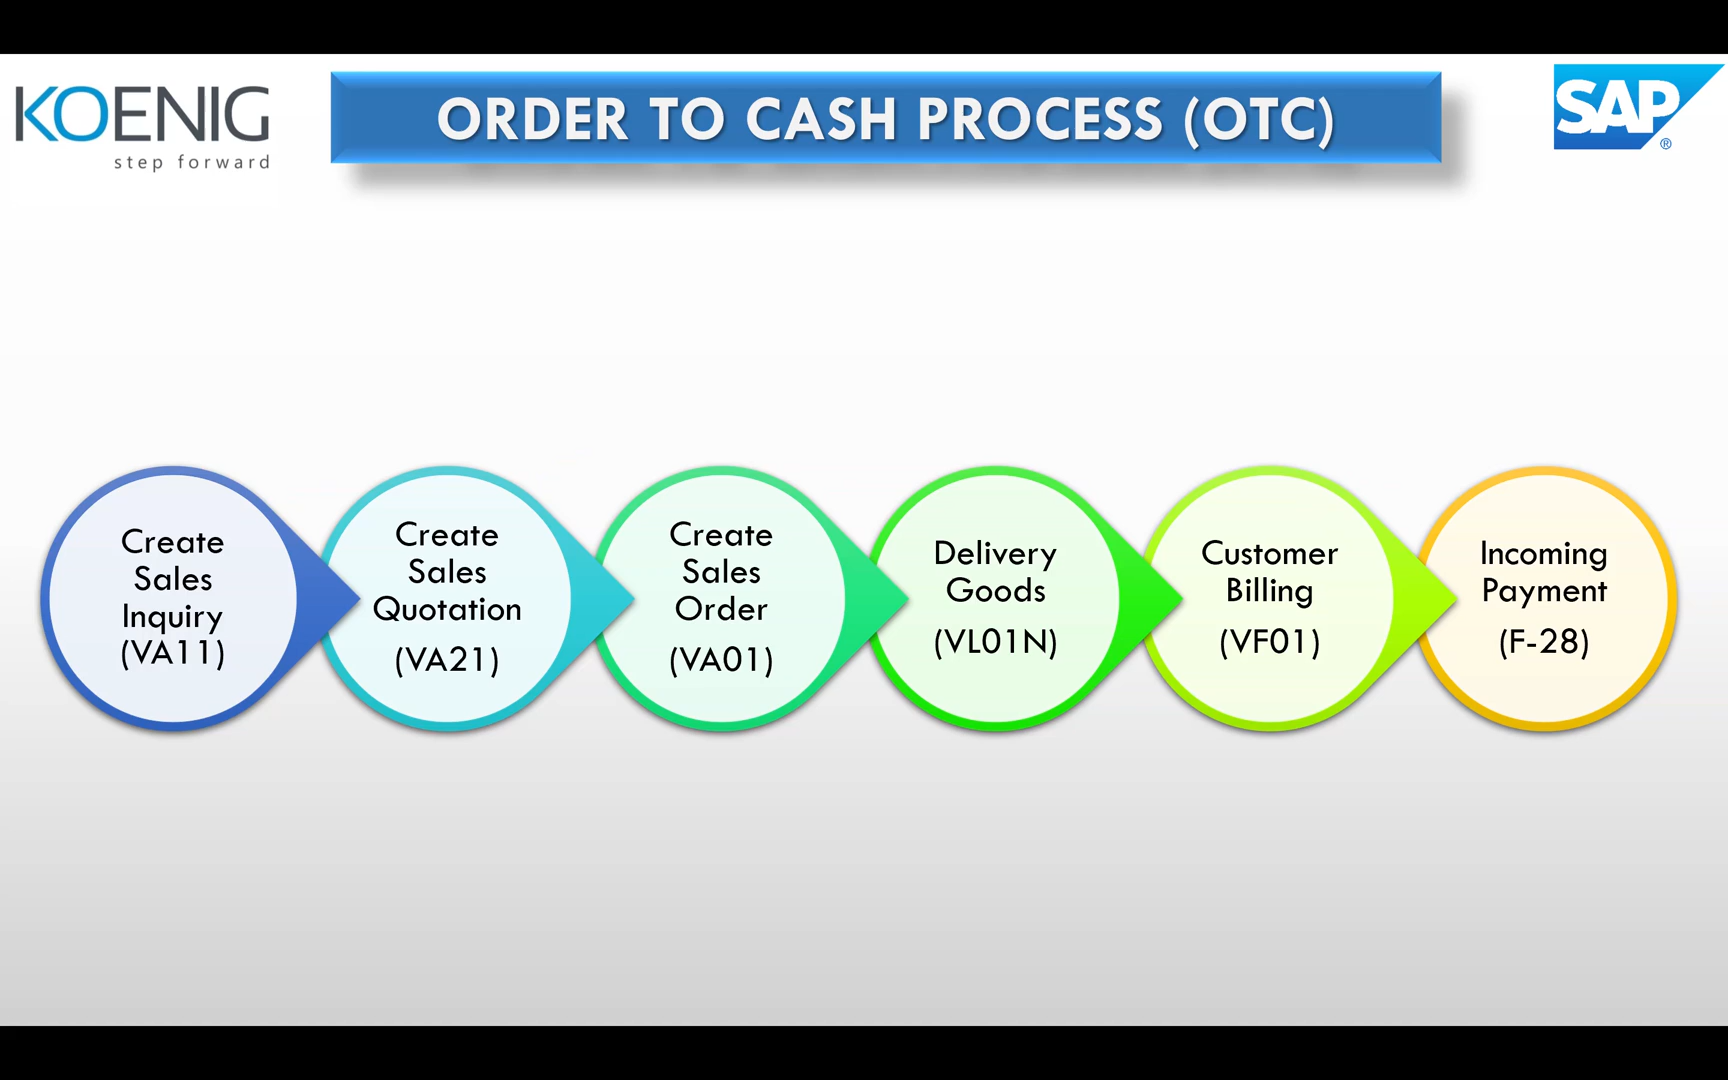 KOENIG
step forward
ORDER TO CASH PROCESS (OTC)
SAP
®
Create
Sales
Inquiry
(VA11)
Create
Sales
Quotation
(VA21)
Create
Sales
Order
(VA01)
Delivery
Goods
(VL01N)
Customer
Billing
(VF01)
Incoming
Payment
(F-28)